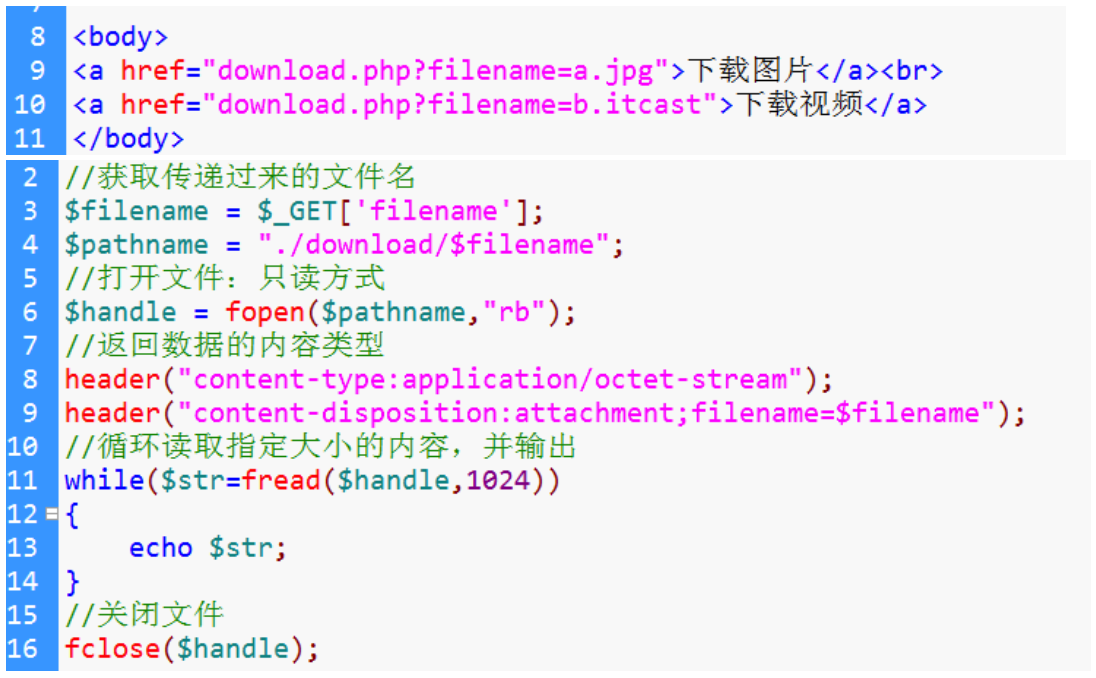 8 <body>
9 <a href="download.php?filename=a.jpg">下载图片</a><br>
10 <a href="download.php?filename=b.itcast">下载视频</a>
11 </body>
2 //获取传递过来的文件名
3 $filename = $_GET['filename'];
4 $pathname = "./download/$filename";
5 //打开文件：只读方式
6 $handle = fopen($pathname,"rb");
7 //返回数据的内容类型
8 header("content-type:application/octet-stream");
9 header("content-disposition:attachment;filename=$filename");
10 //循环读取指定大小的内容，并输出
11 while($str=fread($handle,1024))
12 {
13     echo $str;
14 }
15 //关闭文件
16 fclose($handle);